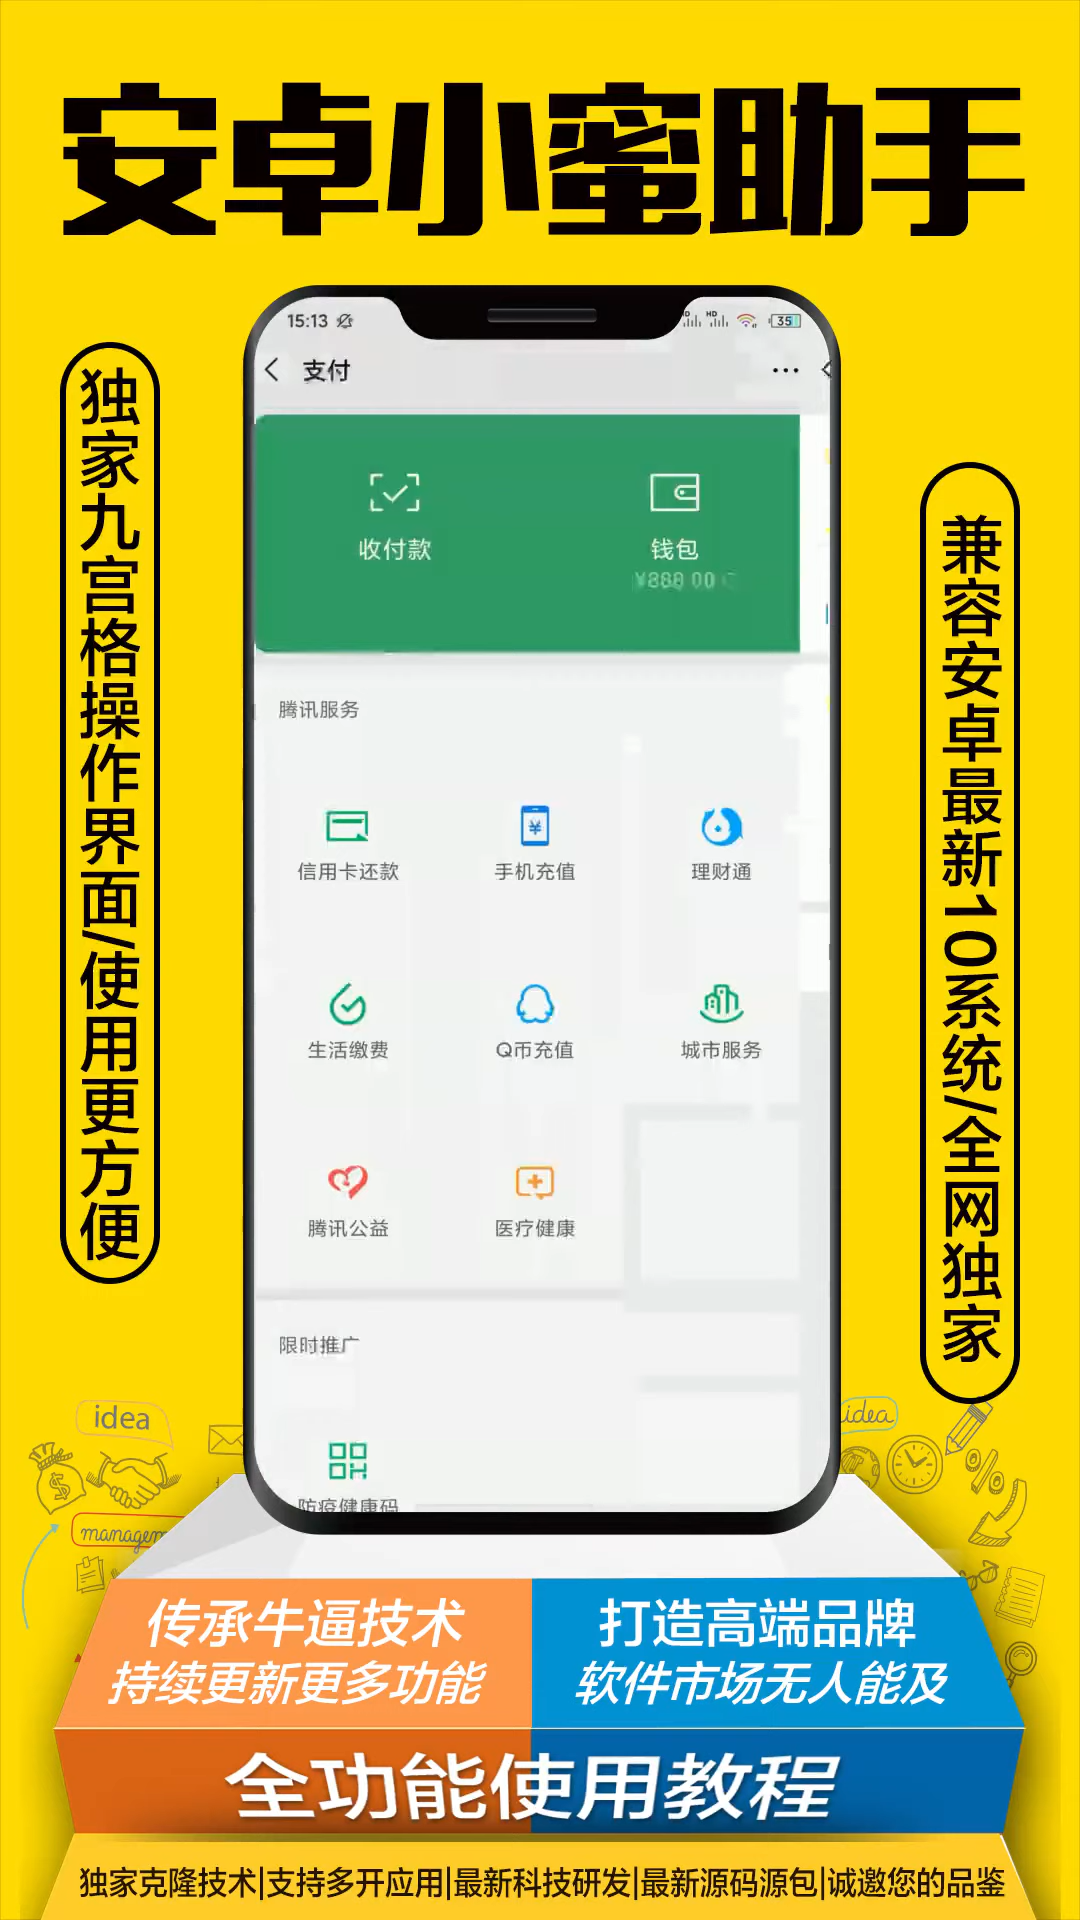 安卓小蜜助手
独家九宫格操作界面/使用更方便
兼容安卓最新10系统/全网独家
15:13
HD
35
支付
收付款
钱包
¥888.00
腾讯服务
信用卡还款
手机充值
理财通
生活缴费
Q币充值
城市服务
腾讯公益
医疗健康
限时推广
防疫健康码
idea
idea
managem
传承牛逼技术
持续更新更多功能
打造高端品牌
软件市场无人能及
全功能使用教程
独家克隆技术|支持多开应用|最新科技研发|最新源码源包|诚邀您的品鉴